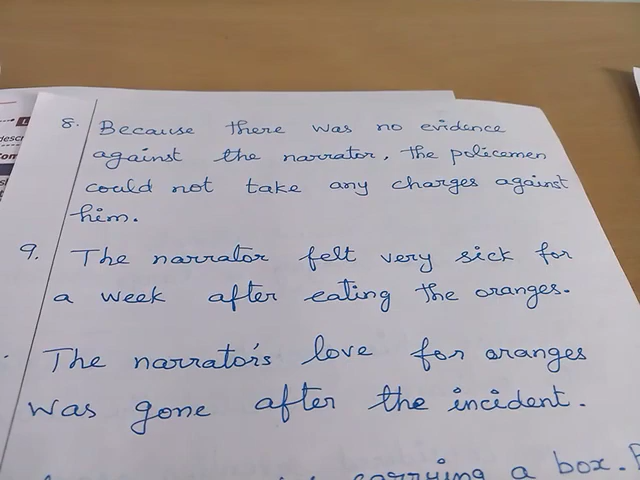 8. Because there was no evidence
against the narrator, the policemen
could not take any charges against
him.
9. The narrator felt very sick for
a week after eating the oranges.
The narrator's love for oranges
was gone after the incident.
carrying a box.